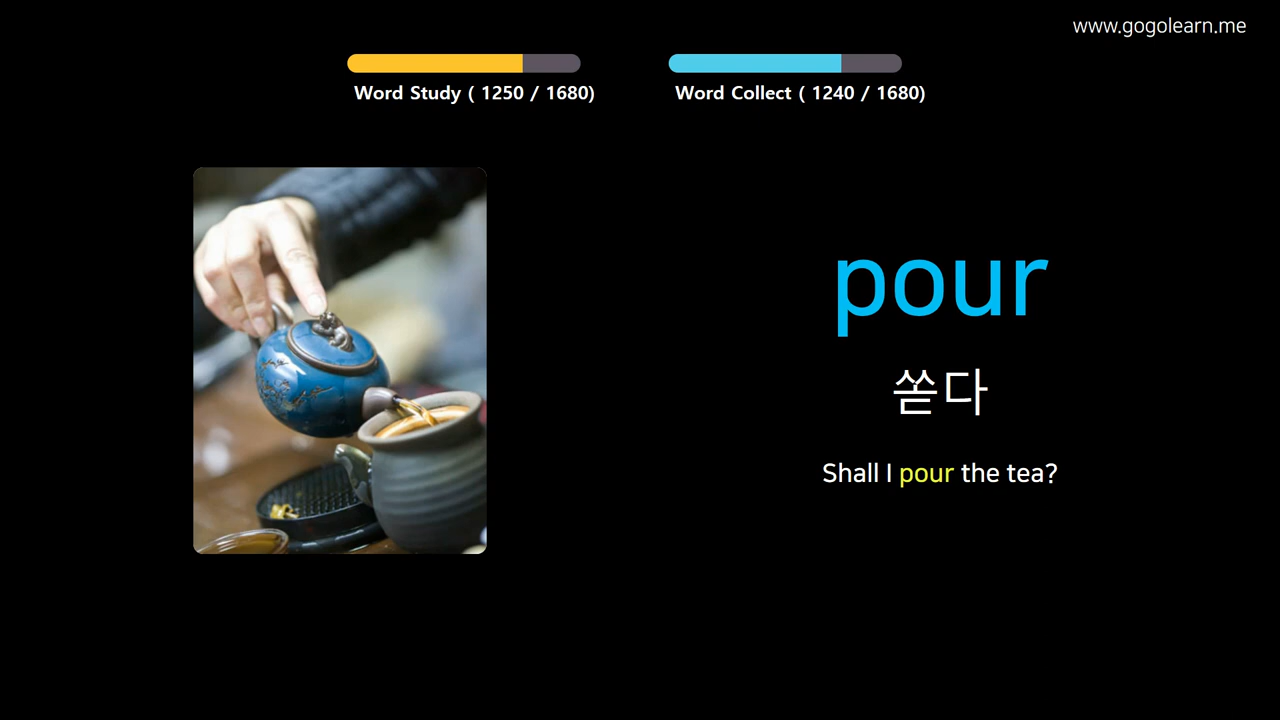 www.gogolearn.me
Word Study ( 1250 / 1680)
Word Collect ( 1240 / 1680)
pour
쏟다
Shall I pour the tea?